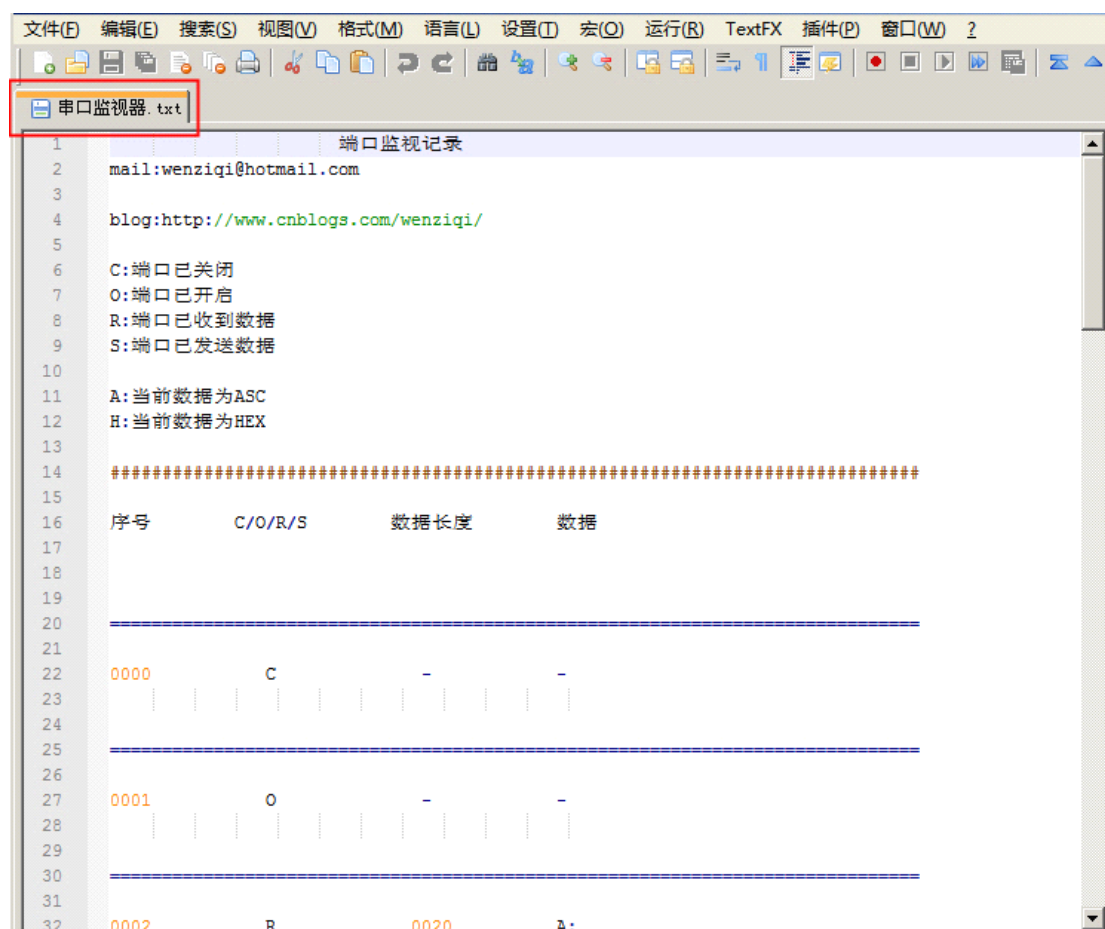 文件(F) 编辑(E) 搜索(S) 视图(V) 格式(M) 语言(L) 设置(T) 宏(O) 运行(R) TextFX 插件(P) 窗口(W) ?
串口监视器.txt
1 端口监视记录
2 mail:wenziqi@hotmail.com
3
4 blog:http://www.cnblogs.com/wenziqi/
5
6 C:端口已关闭
7 O:端口已开启
8 R:端口已收到数据
9 S:端口已发送数据
10
11 A:当前数据为ASC
12 H:当前数据为HEX
13
14 ##############################################################################
15
16 序号 C/O/R/S 数据长度 数据
17
18
19
20 ==============================================================================
21
22 0000 C - -
23
24
25 ==============================================================================
26
27 0001 O - -
28
29
30 ==============================================================================
31
32 0002 R 0020 A: